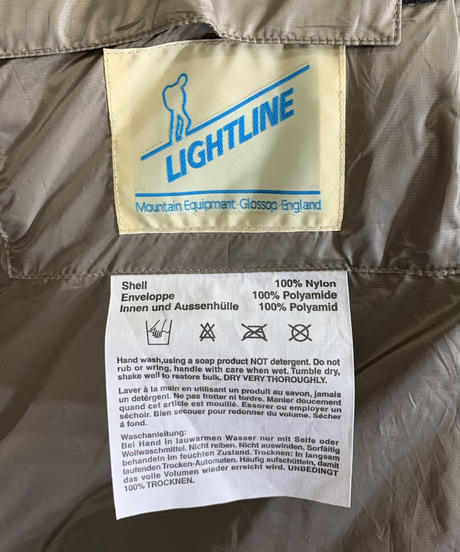 LIGHTLINE
Mountain Equipment·Glossop·England
Shell 100% Nylon
Enveloppe 100% Polyamide
Innen und Aussenhülle 100% Polyamid
Hand wash,using a soap product NOT detergent. Do not
rub or wring, handle with care when wet. Tumble dry,
shake well to restore bulk. DRY VERY THOROUGHLY.
Laver à la main en utilisant un produit au savon, jamais
un detérgent. Ne pas frotter ni tordre. Manier doucement
quand cet article est mouillé. Essorer ou employer un
séchoir. Bien secouer pour redonner du volume. Sécher
á fond.
Waschanleitung:
Bei Hand in lauwarmen Wasser nur mit Seife oder
Wollwaschmittel. Nicht reiben. Nicht auswinden. Sorfältig
behandeln im feuchten Zustand. Trocknen: In langsam
laufenden Trocken-Automaten. Häufig aufschütteln, damit
das volle Volumen wieder erreicht wird. UNBEDINGT
100% TROCKNEN.